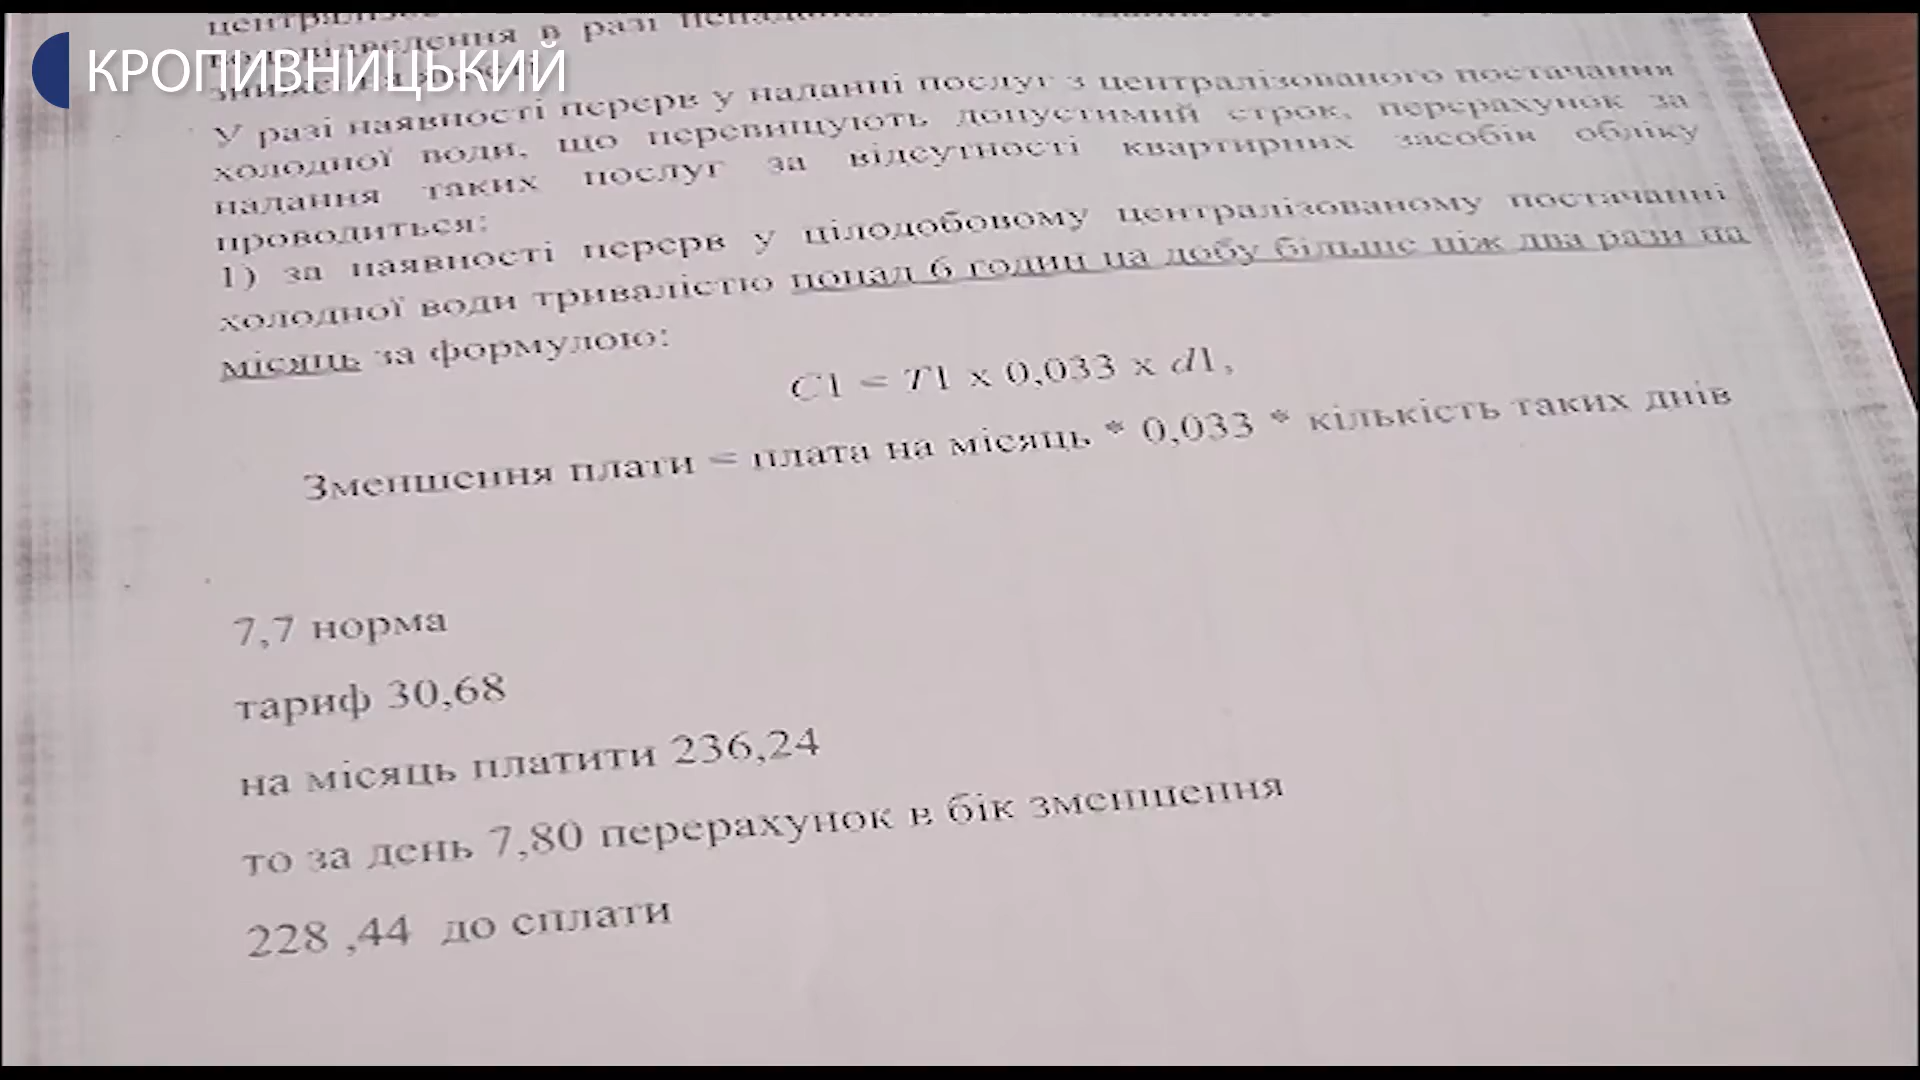 КРОПИВНИЦЬКИЙ
водовідведення в разі
У разі наявності перерв у наданні послуг з централізованого постачання
холодної води, що перевищують допустимий строк, перерахунок за
надання таких послуг за відсутності квартирних засобів обліку
проводиться:
1) за наявності перерв у цілодобовому централізованому постачанні
холодної води тривалістю понад 6 годин на добу більше ніж два рази на
місяць за формулою:
C1 = T1 x 0,033 x d1,
Зменшення плати = плата на місяць * 0,033 * кількість таких днів
7,7 норма
тариф 30,68
на місяць платити 236,24
то за день 7,80 перерахунок в бік зменшення
228 ,44 до сплати